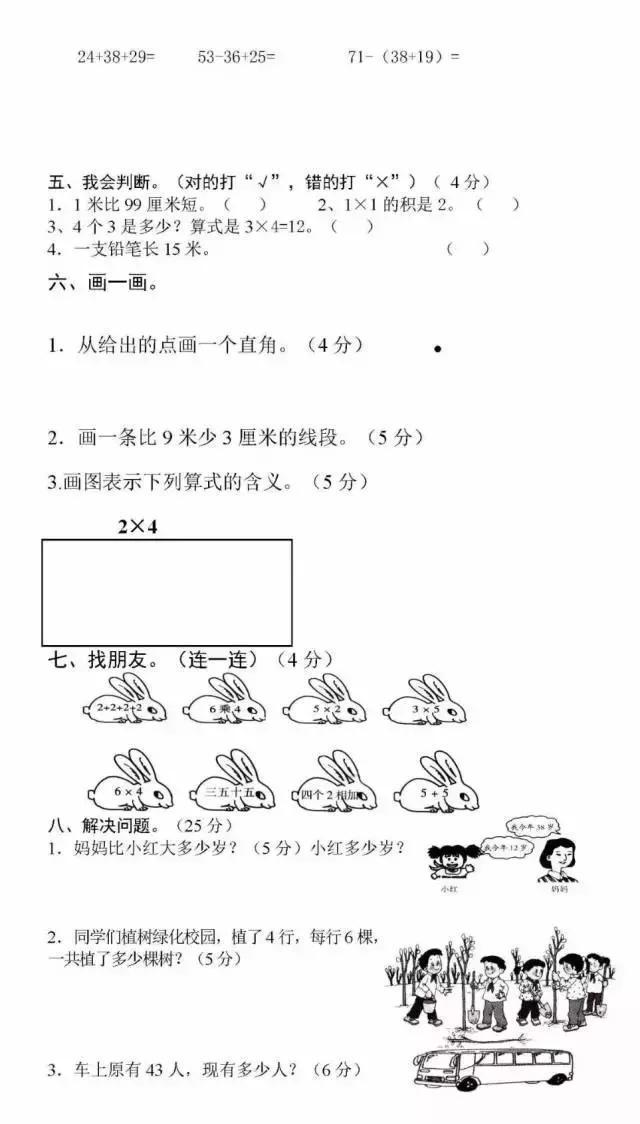 24+38+29= 53-36+25= 71-（38+19）=
五、我会判断。（对的打“√”，错的打“×”）（ 4分）
1．1米比99厘米短。（ ） 2、1×1的积是2。（ ）
3、4个3是多少？算式是3×4=12。（ ）
4．一支铅笔长15米。 （ ）
六、画一画。
1．从给出的点画一个直角。（4分）
2．画一条比9米少3厘米的线段。（5分）
3.画图表示下列算式的含义。（5分）
2×4
七、找朋友。（连一连）（4分）
2+2+2+2 6乘4 5×2 3×5
6×4 三五十五 四个2相加 5+5
八、解决问题。（25分）
1．妈妈比小红大多少岁？（5分）小红多少岁？
我今年38岁
我今年12岁
小红 妈妈
2．同学们植树绿化校园，植了4行，每行6棵，
一共植了多少棵树？（5分）
3．车上原有43人，现有多少人？（6分）